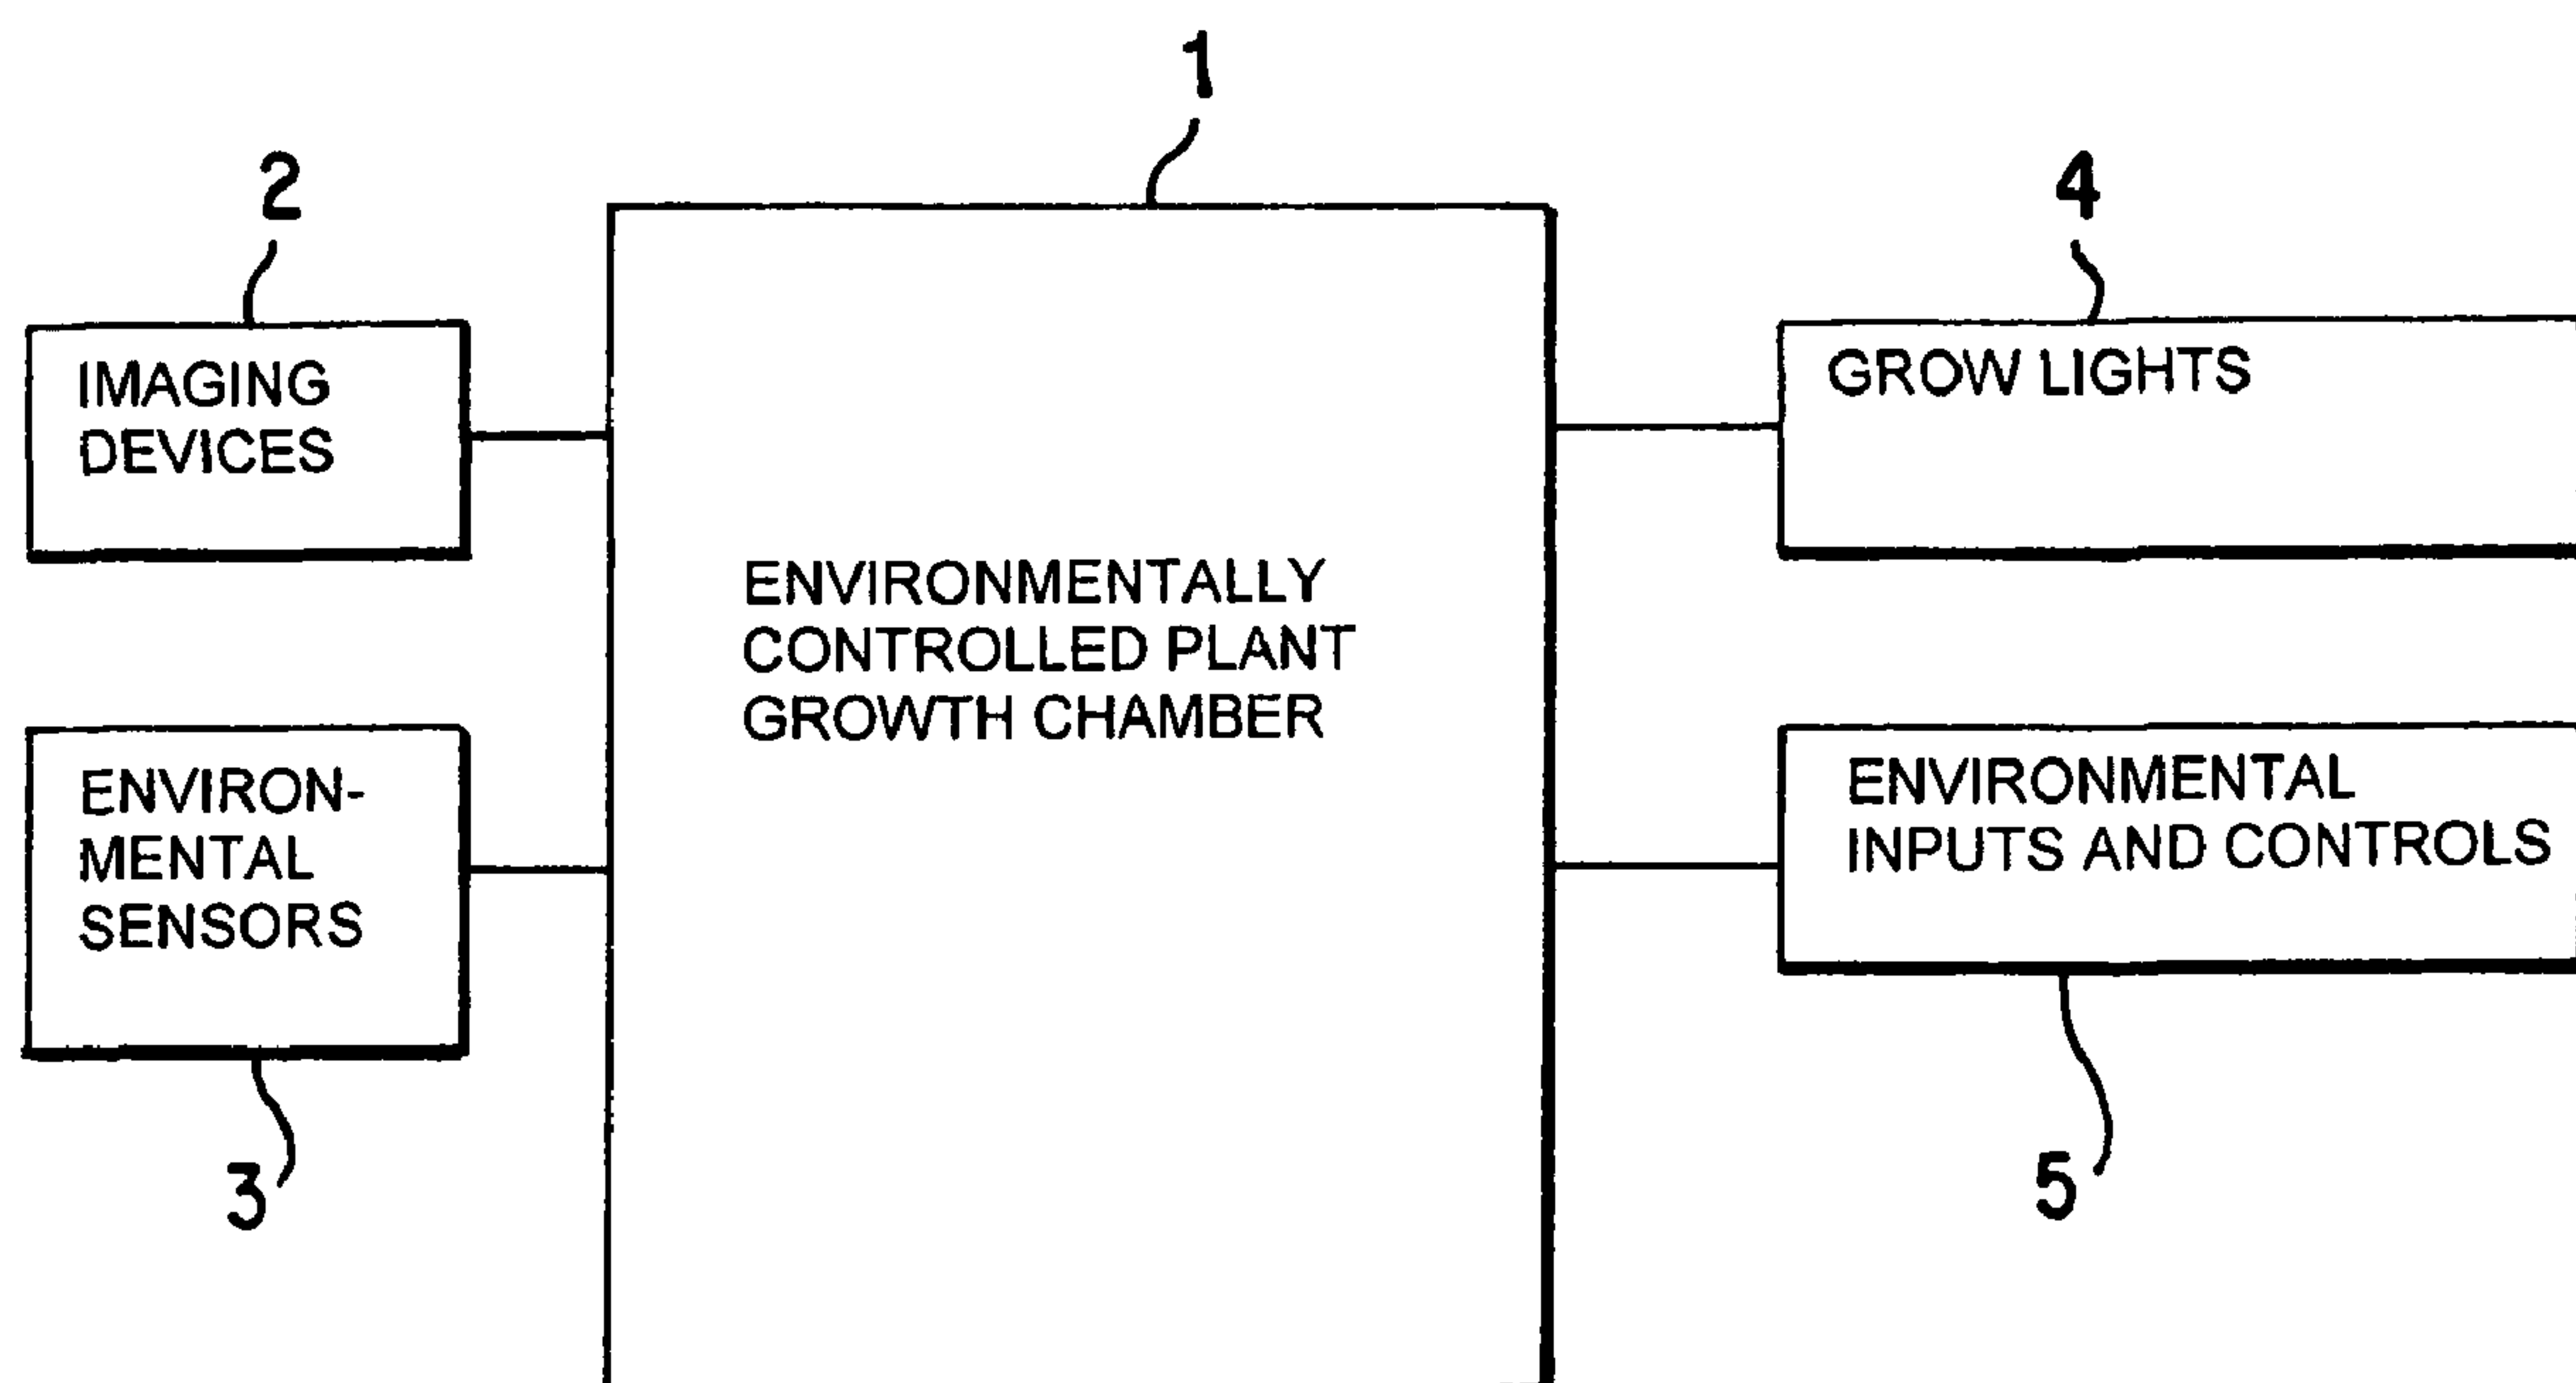 1
2
4
IMAGING
DEVICES
GROW LIGHTS
ENVIRONMENTALLY
CONTROLLED PLANT
GROWTH CHAMBER
ENVIRON-
MENTAL
SENSORS
ENVIRONMENTAL
INPUTS AND CONTROLS
3
5